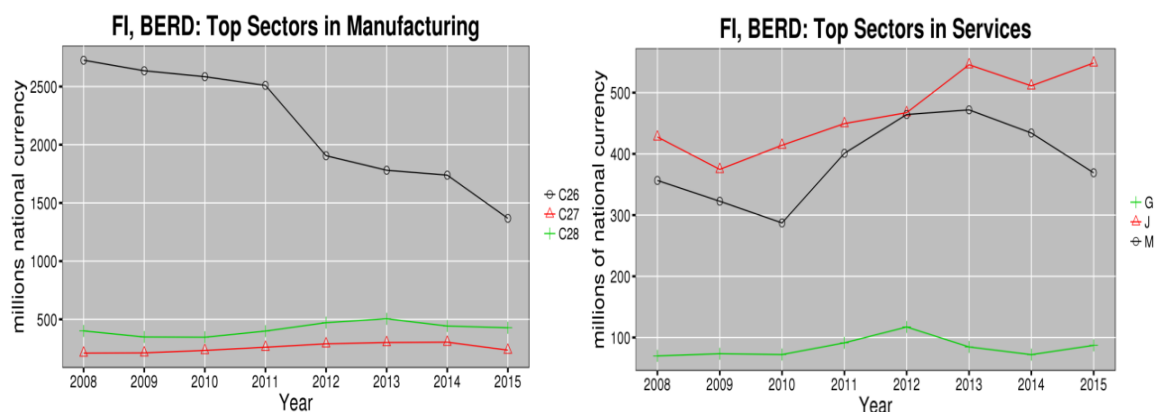 FI, BERD: Top Sectors in Manufacturing
millions national currency
2500
2000
1500
1000
500
2008 2009 2010 2011 2012 2013 2014 2015
Year
C26
C27
C28
FI, BERD: Top Sectors in Services
millions of national currency
500
400
300
200
100
2008 2009 2010 2011 2012 2013 2014 2015
Year
G
J
M